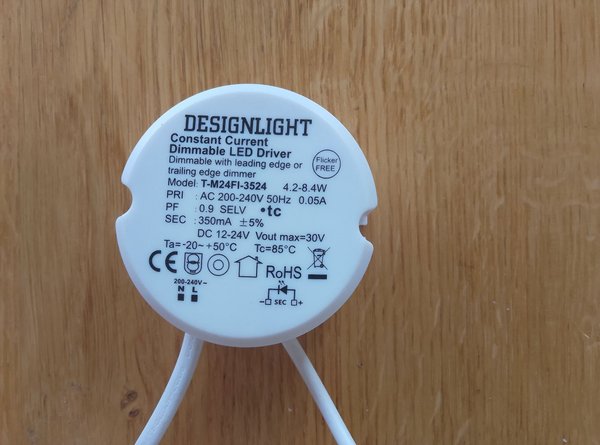 DESIGNLIGHT
Constant Current
Dimmable LED Driver
Dimmable with leading edge or
trailing edge dimmer
Flicker
FREE
Model: T-M24FI-3524 4.2-8.4W
PRI : AC 200-240V 50Hz 0.05A
PF : 0.9 SELV •tc
SEC : 350mA ±5%
DC 12-24V Vout max=30V
Ta=-20~+50°C Tc=85°C
CE RoHS
200-240V~
N L
− SEC +